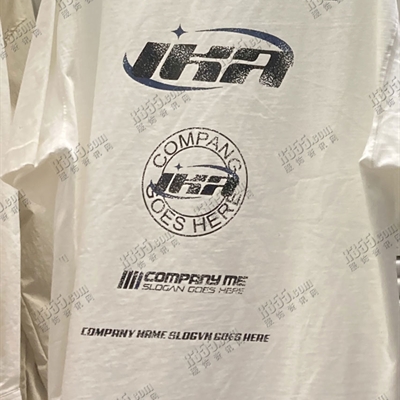 IKA
COMPANG
IKA
GOES HERE
COMPANY ME
SLOGAN GOES HERE
COMPANY NAME SLOGVN GOES HERE